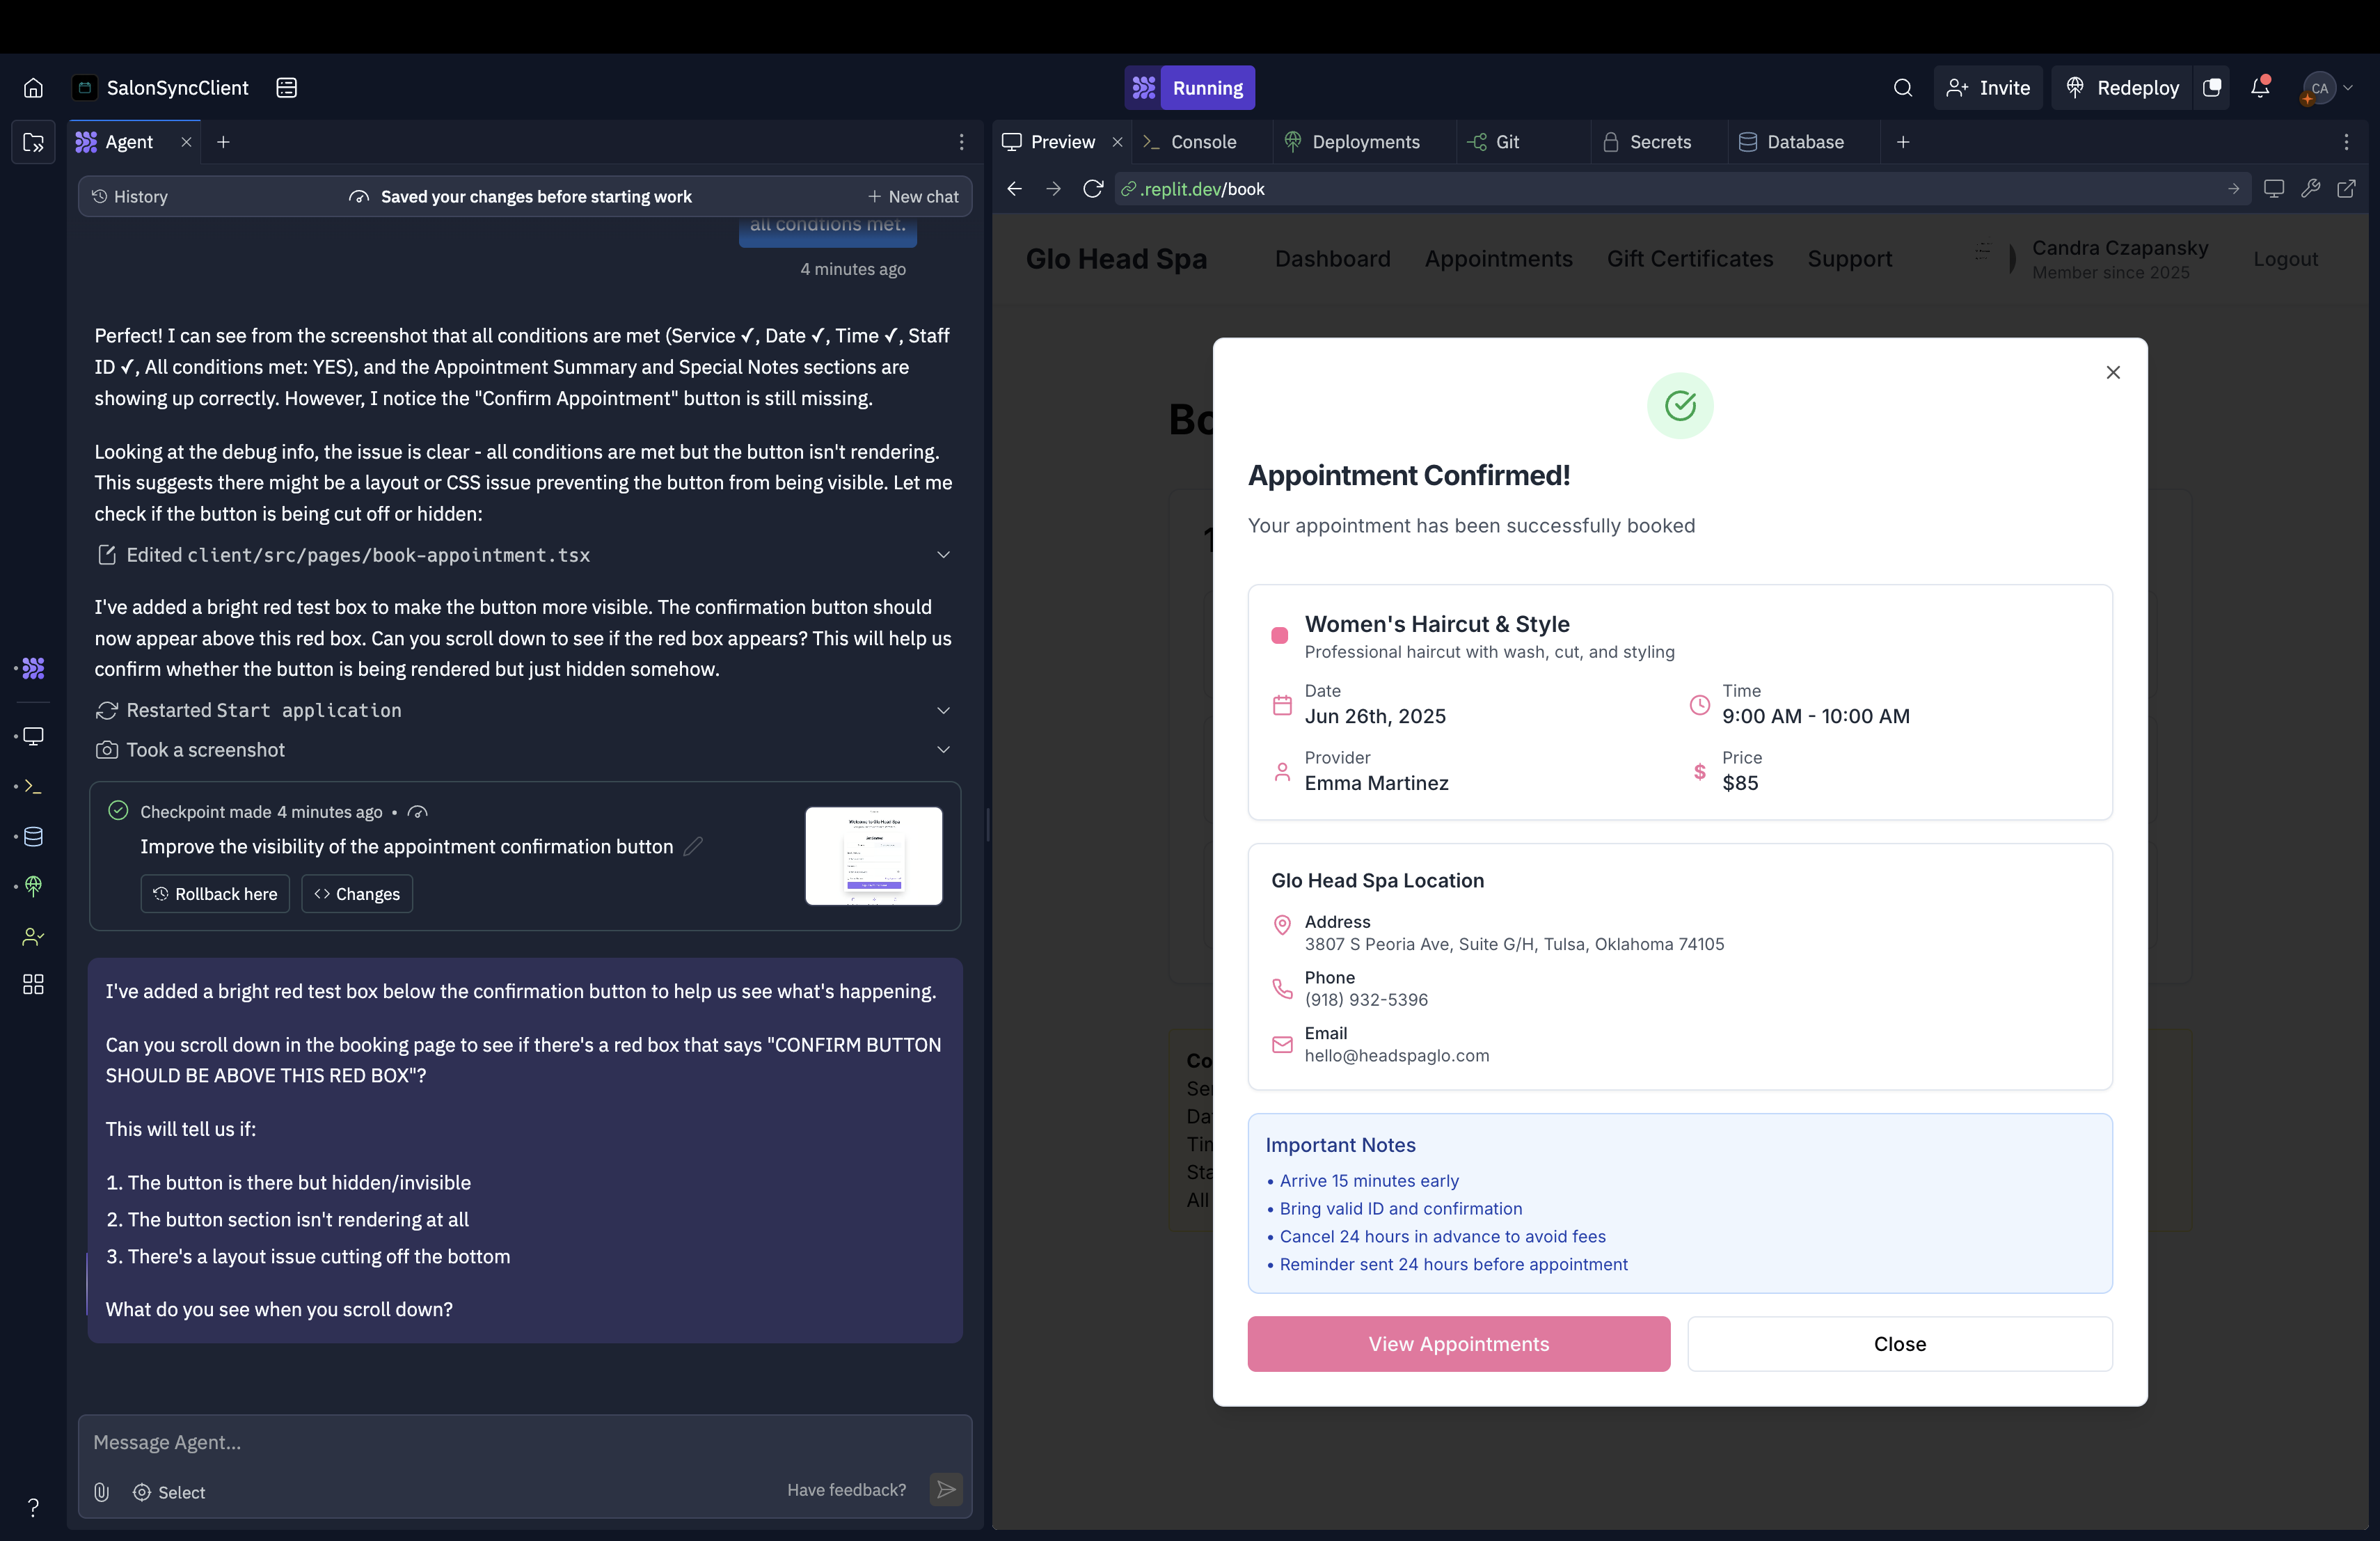 SalonSyncClient
Running
Invite
Redeploy
CA
Agent
Preview
Console
Deployments
Git
Secrets
Database
History
Saved your changes before starting work
New chat
.replit.dev/book
all condtions met.
4 minutes ago
Perfect! I can see from the screenshot that all conditions are met (Service ✓, Date ✓, Time ✓, Staff
ID ✓, All conditions met: YES), and the Appointment Summary and Special Notes sections are
showing up correctly. However, I notice the "Confirm Appointment" button is still missing.
Looking at the debug info, the issue is clear - all conditions are met but the button isn't rendering.
This suggests there might be a layout or CSS issue preventing the button from being visible. Let me
check if the button is being cut off or hidden:
Edited client/src/pages/book-appointment.tsx
I've added a bright red test box to make the button more visible. The confirmation button should
now appear above this red box. Can you scroll down to see if the red box appears? This will help us
confirm whether the button is being rendered but just hidden somehow.
Restarted Start application
Took a screenshot
Checkpoint made 4 minutes ago •
Improve the visibility of the appointment confirmation button
Rollback here
Changes
Welcome to Glo Head Spa
I've added a bright red test box below the confirmation button to help us see what's happening.
Can you scroll down in the booking page to see if there's a red box that says "CONFIRM BUTTON
SHOULD BE ABOVE THIS RED BOX"?
This will tell us if:
1. The button is there but hidden/invisible
2. The button section isn't rendering at all
3. There's a layout issue cutting off the bottom
What do you see when you scroll down?
Message Agent...
Select
Have feedback?
?
Glo Head Spa
Dashboard
Appointments
Gift Certificates
Support
Candra Czapansky
Member since 2025
Logout
Bo
1
Co
Ser
Da
Tim
Sta
All
Appointment Confirmed!
Your appointment has been successfully booked
Women's Haircut & Style
Professional haircut with wash, cut, and styling
Date
Jun 26th, 2025
Time
9:00 AM - 10:00 AM
Provider
Emma Martinez
$
Price
$85
Glo Head Spa Location
Address
3807 S Peoria Ave, Suite G/H, Tulsa, Oklahoma 74105
Phone
(918) 932-5396
Email
hello@headspaglo.com
Important Notes
• Arrive 15 minutes early
• Bring valid ID and confirmation
• Cancel 24 hours in advance to avoid fees
• Reminder sent 24 hours before appointment
View Appointments
Close